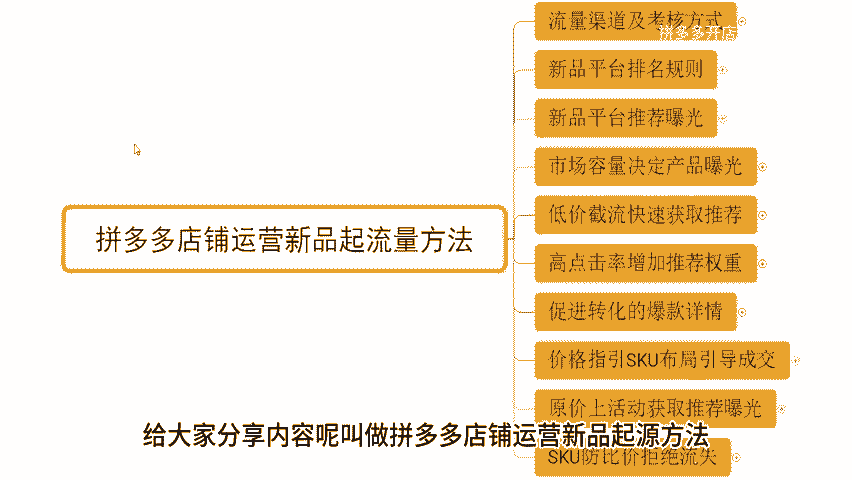 流量渠道及考核方式
拼多多开店
新品平台排名规则
新品平台推荐曝光
市场容量决定产品曝光
低价截流快速获取推荐
拼多多店铺运营新品起流量方法
高点击率增加推荐权重
促进转化的爆款详情
价格指引SKU布局引导成交
原价上活动获取推荐曝光
给大家分享内容呢叫做拼多多店铺运营新品起源方法
SKU防比价拒绝流失